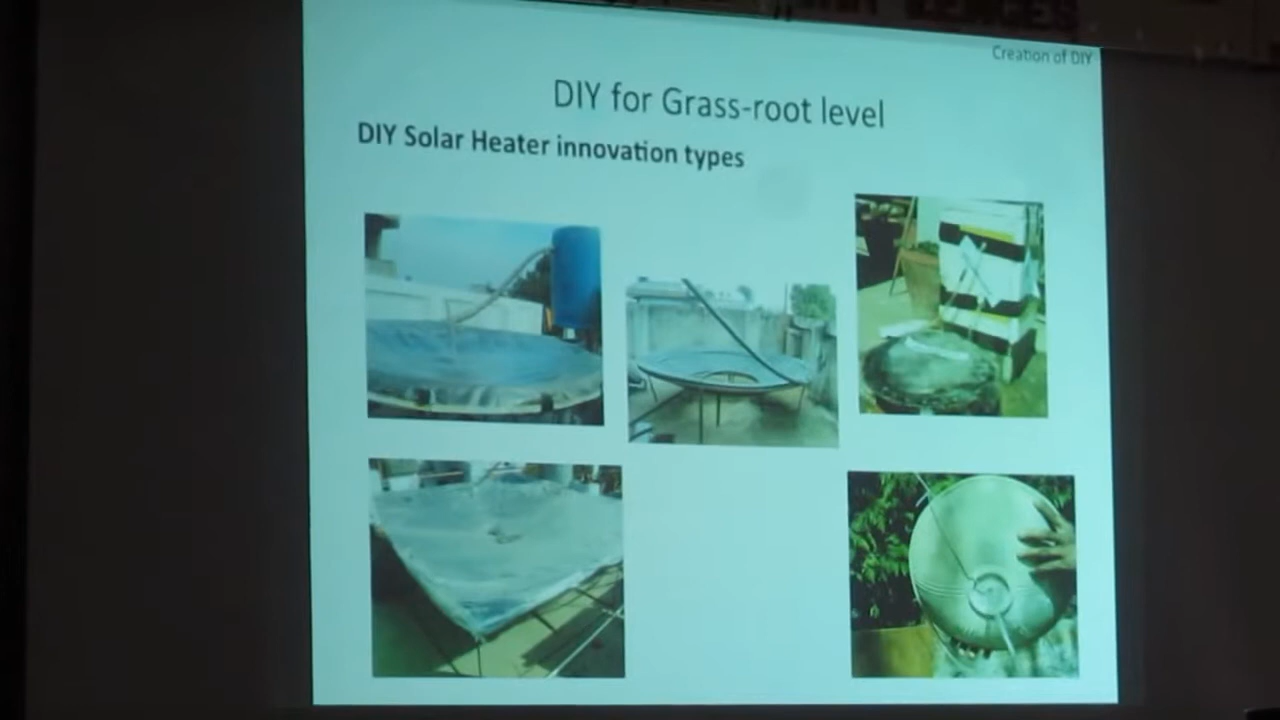 Creation of DIY
DIY for Grass-root level
DIY Solar Heater innovation types